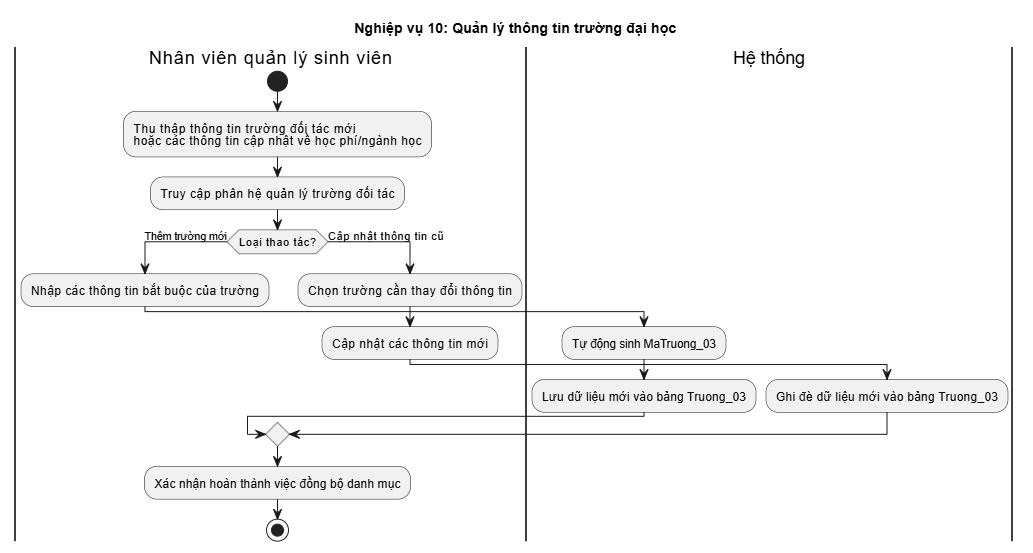 Nghiệp vụ 10: Quản lý thông tin trường đại học
Nhân viên quản lý sinh viên
Hệ thống
Thu thập thông tin trường đối tác mới
hoặc các thông tin cập nhật về học phí/ngành học
Truy cập phân hệ quản lý trường đối tác
Loại thao tác?
Thêm trường mới
Cập nhật thông tin cũ
Nhập các thông tin bắt buộc của trường
Chọn trường cần thay đổi thông tin
Cập nhật các thông tin mới
Tự động sinh MaTruong_03
Lưu dữ liệu mới vào bảng Truong_03
Ghi đè dữ liệu mới vào bảng Truong_03
Xác nhận hoàn thành việc đồng bộ danh mục